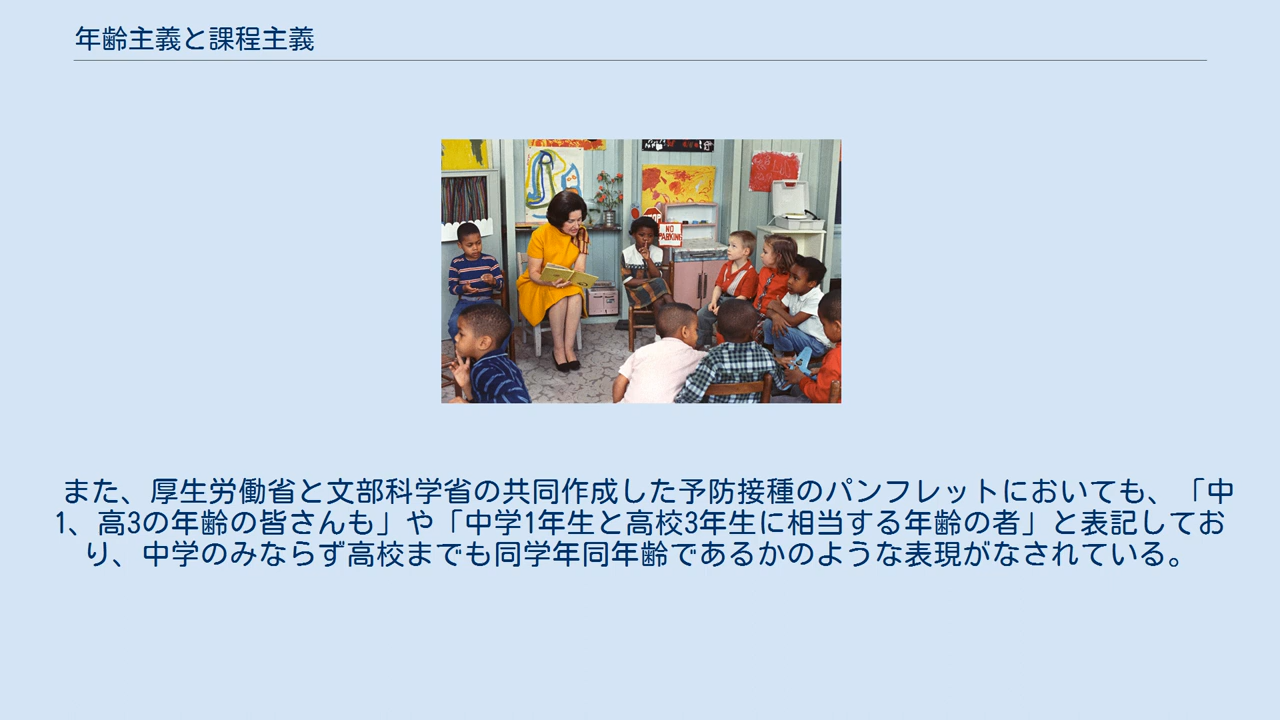 年齢主義と課程主義
STOP
NO
PARKING
また、厚生労働省と文部科学省の共同作成した予防接種のパンフレットにおいても、「中
1、高3の年齢の皆さんも」や「中学1年生と高校3年生に相当する年齢の者」と表記してお
り、中学のみならず高校までも同学年同年齢であるかのような表現がなされている。